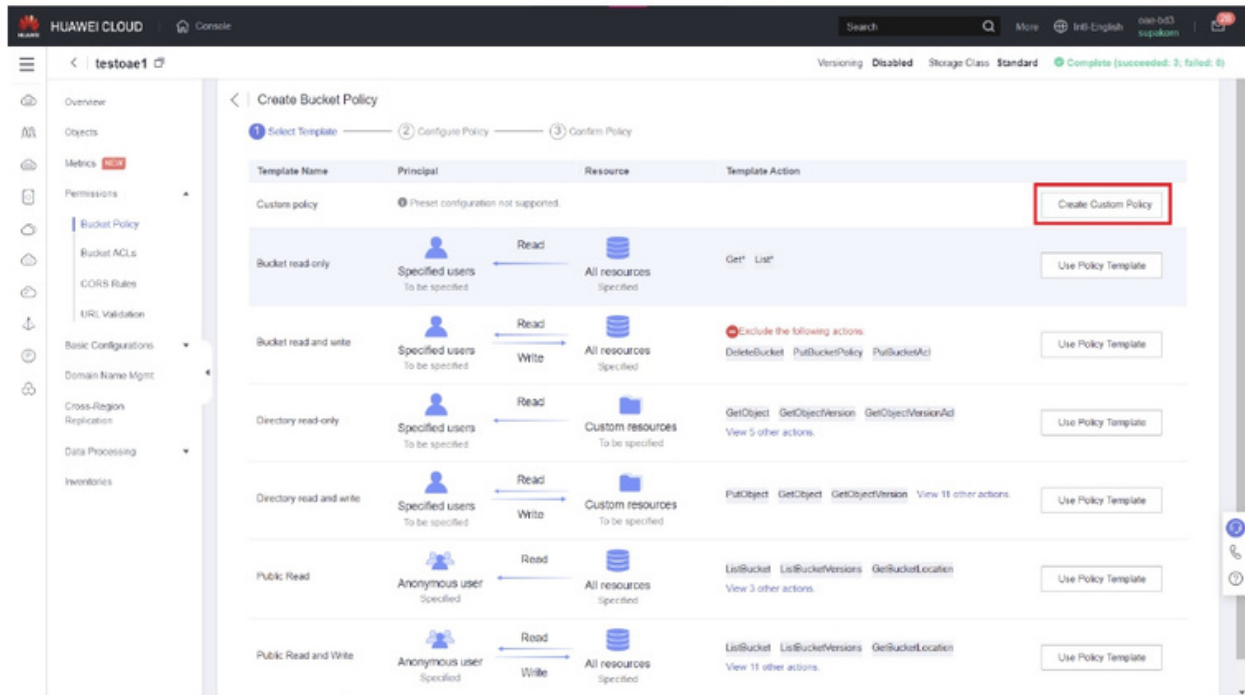 HUAWEI
HUAWEI CLOUD
Console
Search
More
Intl-English
oae-bd3
supakorn
28
testoae1
Versioning Disabled
Storage Class Standard
Complete (succeeded: 3; failed: 0)
Overview
Objects
Metrics NEW
Permissions
Bucket Policy
Bucket ACLs
CORS Rules
URL Validation
Basic Configurations
Domain Name Mgmt
Cross-Region
Replication
Data Processing
Inventories
Create Bucket Policy
1 Select Template
2 Configure Policy
3 Confirm Policy
Template Name Principal Resource Template Action
Custom policy
Preset configuration not supported.
Create Custom Policy
Bucket read-only
Read
Specified users
To be specified
All resources
Specified
Get* List*
Use Policy Template
Bucket read and write
Read
Write
Specified users
To be specified
All resources
Specified
Exclude the following actions.
DeleteBucket PutBucketPolicy PutBucketAcl
Use Policy Template
Directory read-only
Read
Specified users
To be specified
Custom resources
To be specified
GetObject GetObjectVersion GetObjectVersionAcl
View 5 other actions.
Use Policy Template
Directory read and write
Read
Write
Specified users
To be specified
Custom resources
To be specified
PutObject GetObject GetObjectVersion View 11 other actions.
Use Policy Template
Public Read
Read
Anonymous user
Specified
All resources
Specified
ListBucket ListBucketVersions GetBucketLocation
View 3 other actions.
Use Policy Template
Public Read and Write
Read
Write
Anonymous user
Specified
All resources
Specified
ListBucket ListBucketVersions GetBucketLocation
View 11 other actions.
Use Policy Template